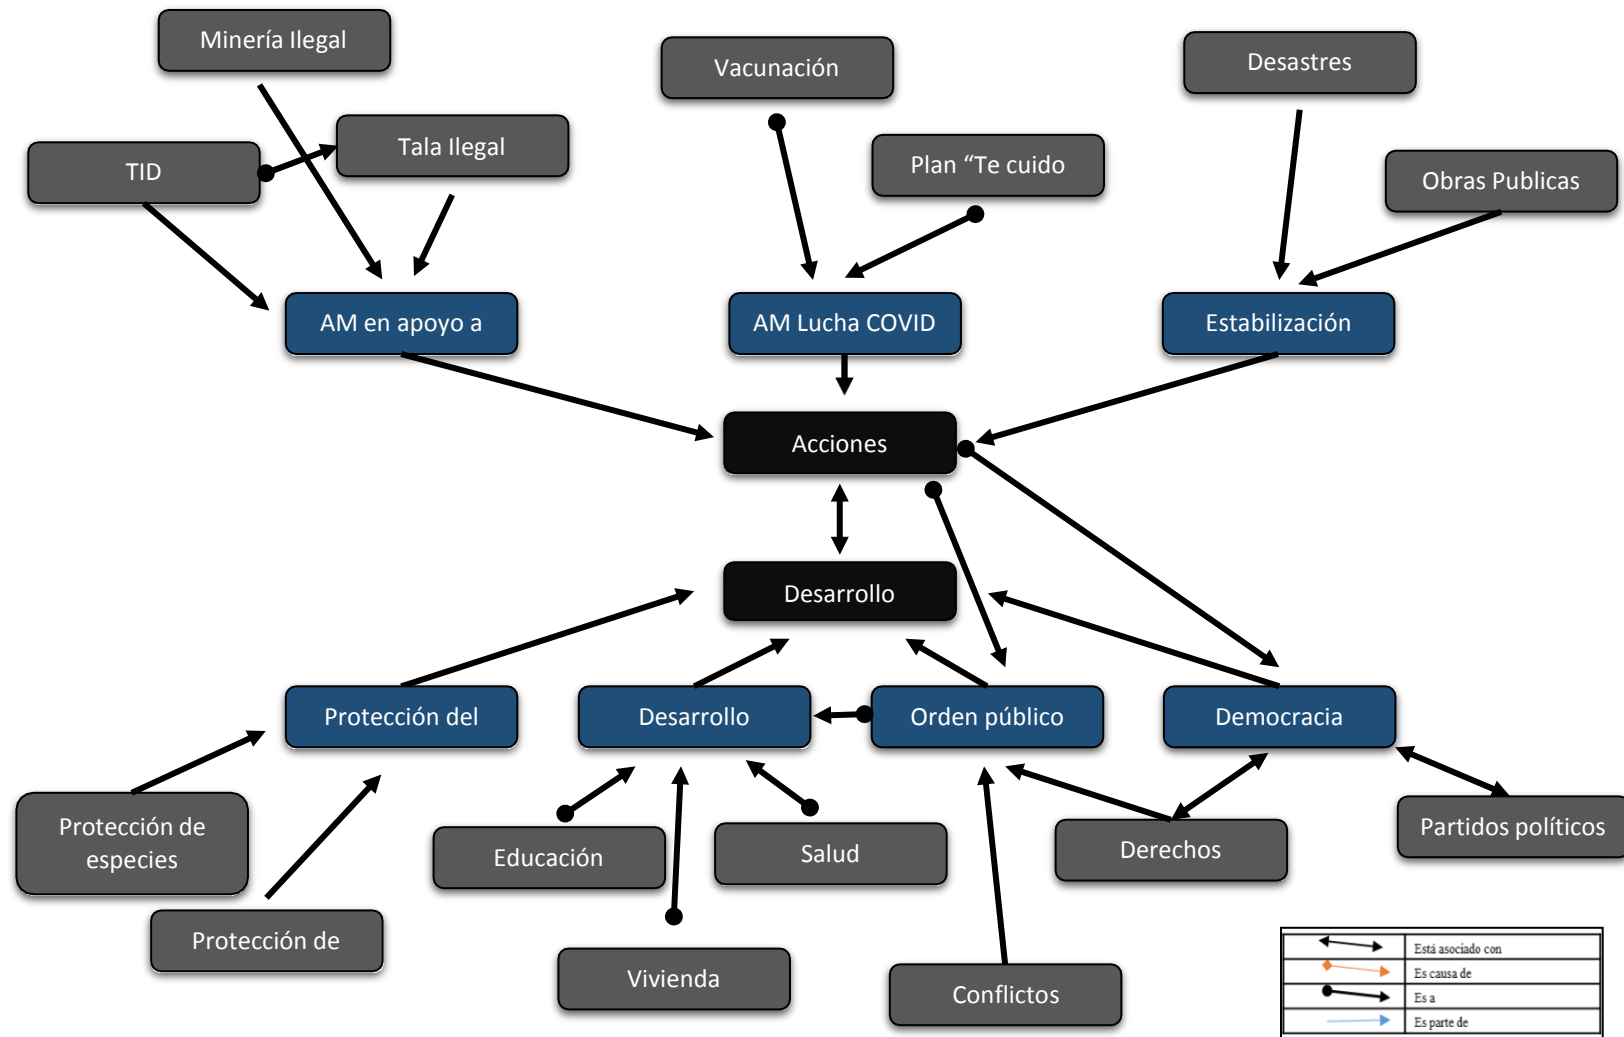 Minería Ilegal
Vacunación
Desastres
TID
Tala Ilegal
Plan “Te cuido
Obras Publicas
AM en apoyo a
AM Lucha COVID
Estabilización
Acciones
Desarrollo
Protección del
Desarrollo
Orden público
Democracia
Protección de
especies
Educación
Salud
Derechos
Partidos políticos
Protección de
Vivienda
Conflictos
Está asociado con
Es causa de
Es a
Es parte de